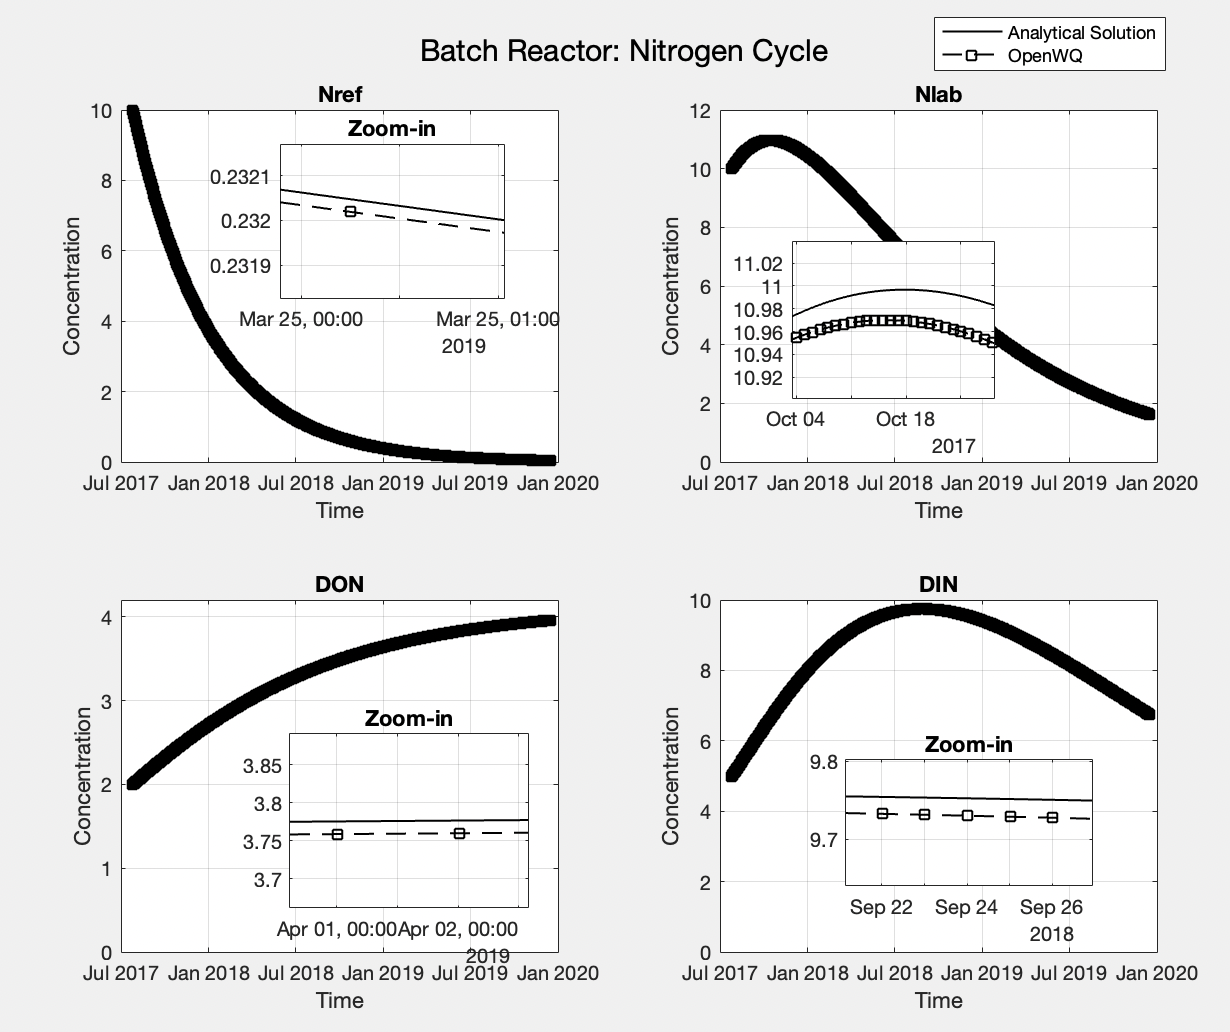 Batch Reactor: Nitrogen Cycle
Analytical Solution
OpenWQ
Nref
Concentration
10
8
6
4
2
0
Zoom-in
0.2321
0.232
0.2319
Mar 25, 00:00 Mar 25, 01:00
2019
Jul 2017 Jan 2018 Jul 2018 Jan 2019 Jul 2019 Jan 2020
Time
Nlab
Concentration
12
10
8
6
4
2
0
11.02
11
10.98
10.96
10.94
10.92
Oct 04 Oct 18
2017
Jul 2017 Jan 2018 Jul 2018 Jan 2019 Jul 2019 Jan 2020
Time
DON
Concentration
4
3
2
1
0
Zoom-in
3.85
3.8
3.75
3.7
Apr 01, 00:00 Apr 02, 00:00
2019
Jul 2017 Jan 2018 Jul 2018 Jan 2019 Jul 2019 Jan 2020
Time
DIN
Concentration
10
8
6
4
2
0
Zoom-in
9.8
9.7
Sep 22 Sep 24 Sep 26
2018
Jul 2017 Jan 2018 Jul 2018 Jan 2019 Jul 2019 Jan 2020
Time